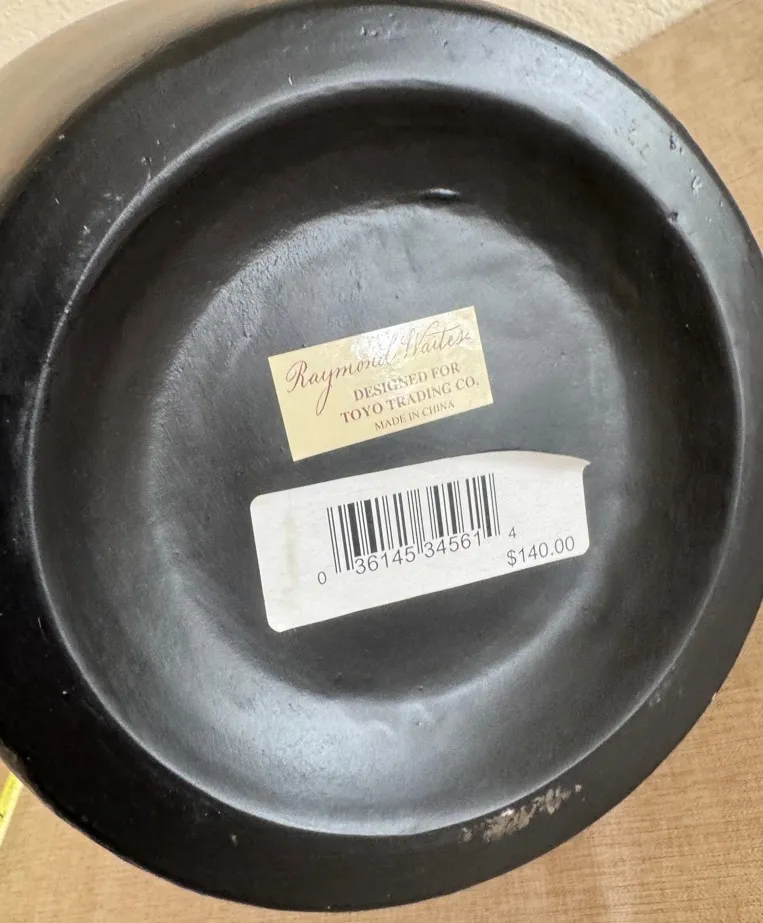 Raymond Waites
DESIGNED FOR
TOYO TRADING CO.
MADE IN CHINA
0 36145 34561 4
$140.00